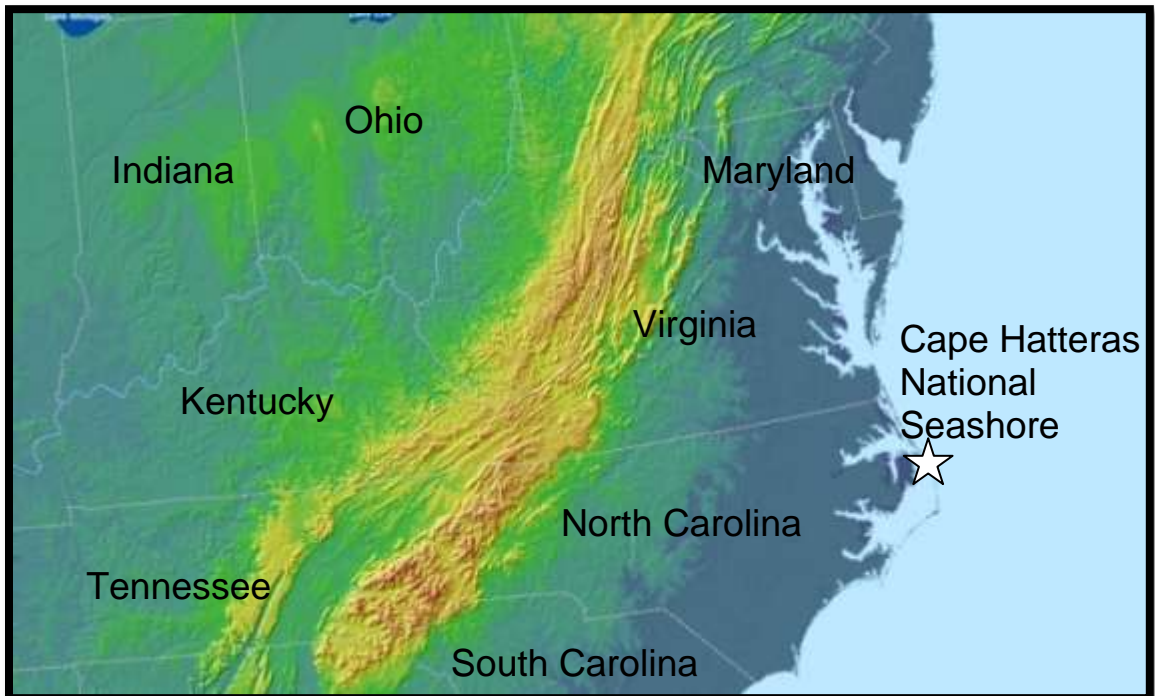 Ohio
Indiana
Maryland
Virginia
Cape Hatteras
National
Seashore
Kentucky
North Carolina
Tennessee
South Carolina